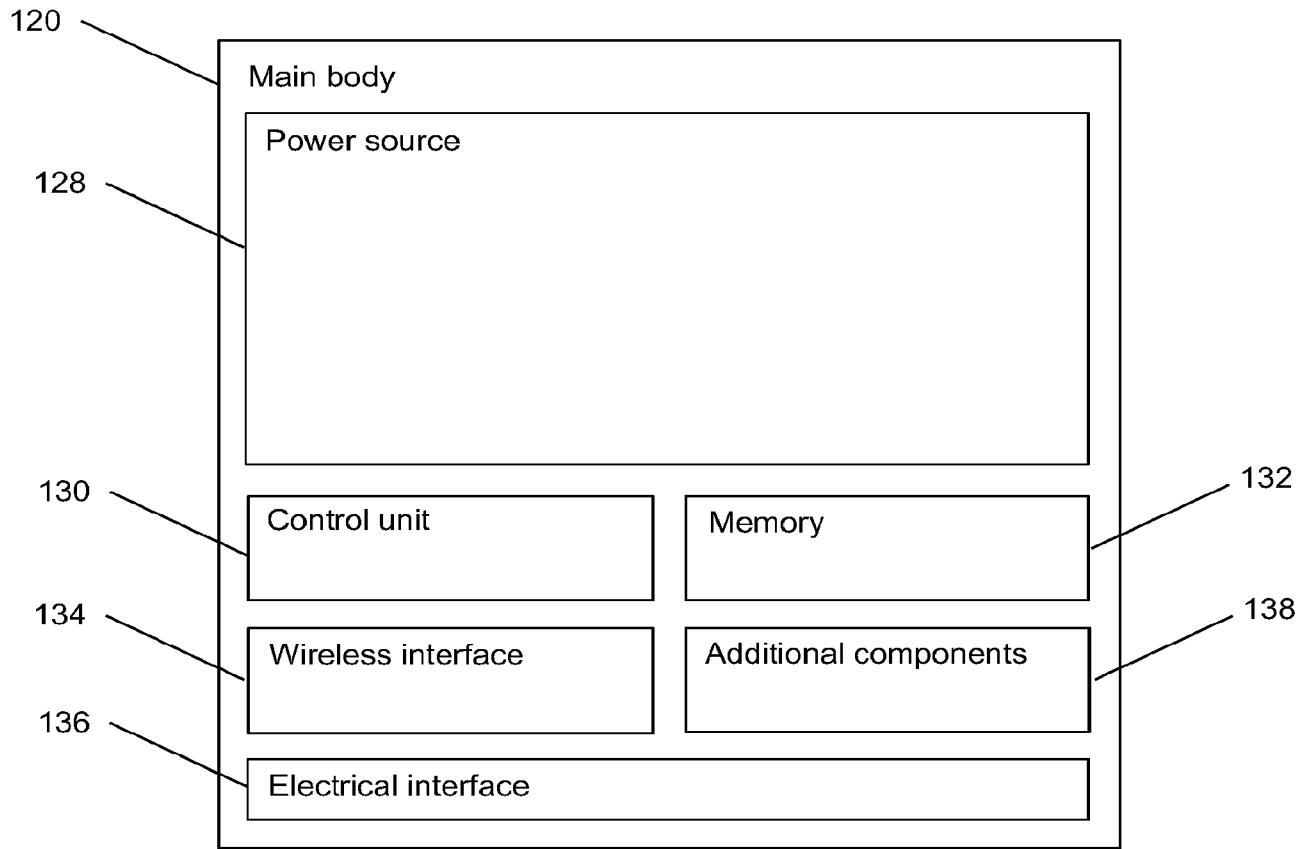 120
Main body
Power source
128
130
Control unit
Memory
132
134
Wireless interface
Additional components
138
136
Electrical interface